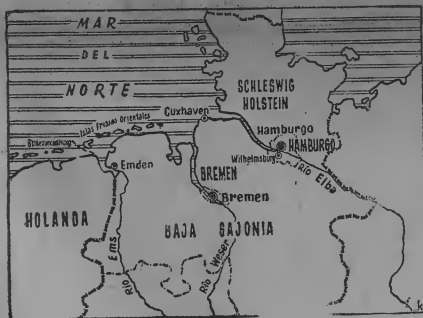 MAR
DEL
NORTE
SCHLESWIG
HOLSTEIN
Islas Frisias Orientales
Cuxhaven
Hamburgo
HAMBURGO
Wilhelmsburg
Río Elba
Emden
BREMEN
Bremen
HOLANDA
BAJA SAJONIA
Río Ems
Río Weser